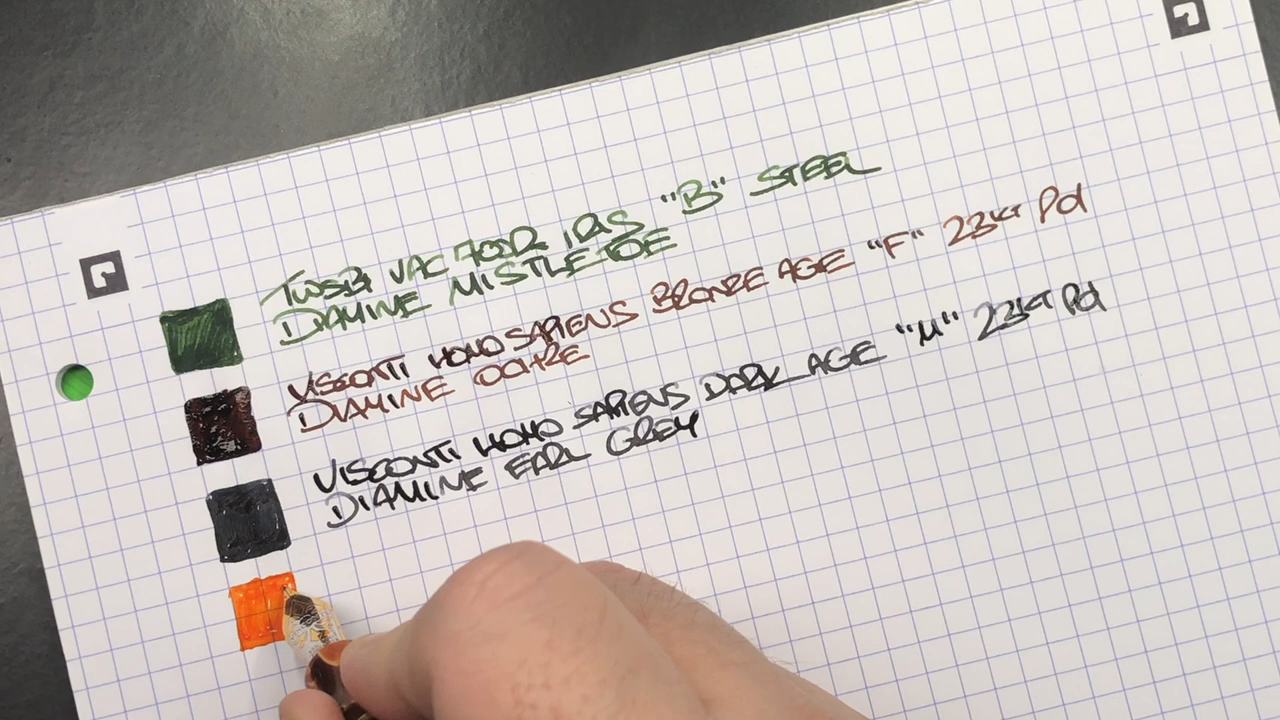 TWSBI VAC 700R IRIS "B" STEEL
DIAMINE MISTLETOE
VISCONTI HOMO SAPIENS BRONZE AGE "F" 23KT Pd
DIAMINE OCHRE
VISCONTI HOMO SAPIENS DARK AGE "M" 23KT Pd
DIAMINE EARL GREY